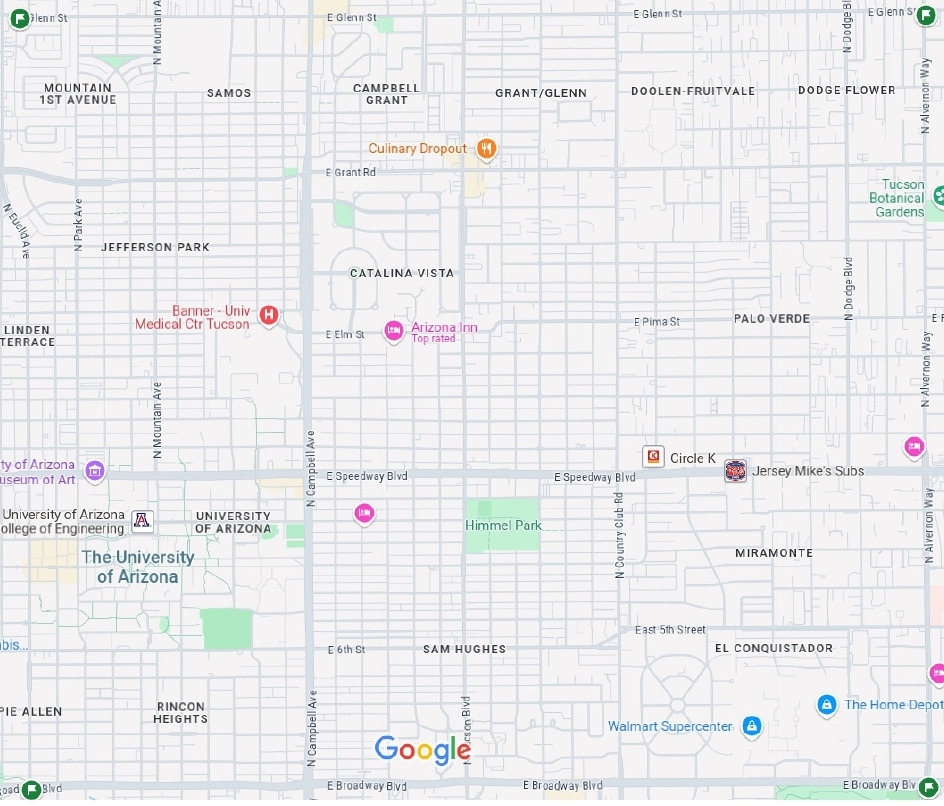 E Glenn St
E Glenn St
E Glenn St
E Glenn St
N Mountain A
N Dodge Bl
MOUNTAIN
1ST AVENUE
SAMOS
CAMPBELL
GRANT
GRANT/GLENN
DOOLEN-FRUITVALE
DODGE FLOWER
N Alvernon Way
Culinary Dropout
E Grant Rd
Tucson
Botanical
Gardens
N Euclid Ave
N Park Ave
JEFFERSON PARK
CATALINA VISTA
N Dodge Blvd
Banner - Univ
Medical Ctr Tucson
H
Arizona Inn
Top rated
E Elm St
E Pima St
PALO VERDE
LINDEN
TERRACE
N Mountain Ave
N Alvernon Way
N Campbell Ave
ty of Arizona
useum of Art
E Speedway Blvd
E Speedway Blvd
K
Circle K
Jersey Mike's Subs
University of Arizona
ollege of Engineering
A
UNIVERSITY
OF ARIZONA
Himmel Park
N Country Club Rd
N Alvernon Way
The University
of Arizona
MIRAMONTE
East 5th Street
E 6th St
SAM HUGHES
EL CONQUISTADOR
abis...
PIE ALLEN
RINCON
HEIGHTS
N Campbell Ave
ucson Blvd
Walmart Supercenter
The Home Depot
Google
Blvd
E Broadway Blvd
E Broadway Blvd
E Broadway Blv